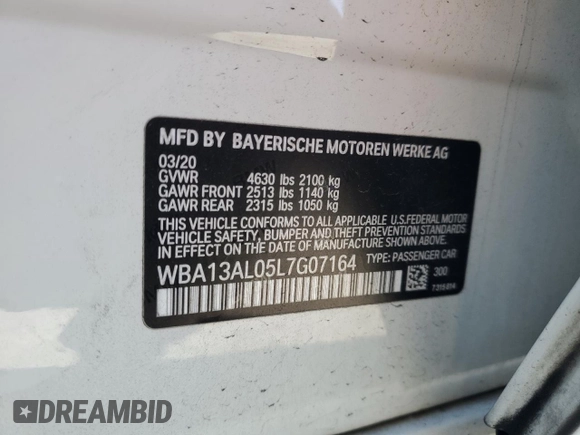 MFD BY BAYERISCHE MOTOREN WERKE AG
03/20
GVWR 4630 lbs 2100 kg
GAWR FRONT 2513 lbs 1140 kg
GAWR REAR 2315 lbs 1050 kg
THIS VEHICLE CONFORMS TO ALL APPLICABLE U.S.FEDERAL MOTOR
VEHICLE SAFETY, BUMPER, AND THEFT PREVENTION STANDARDS
IN EFFECT ON THE DATE OF MANUFACTURE SHOWN ABOVE.
WBA13AL05L7G07164 TYPE: PASSENGER CAR
300
DREAMBID